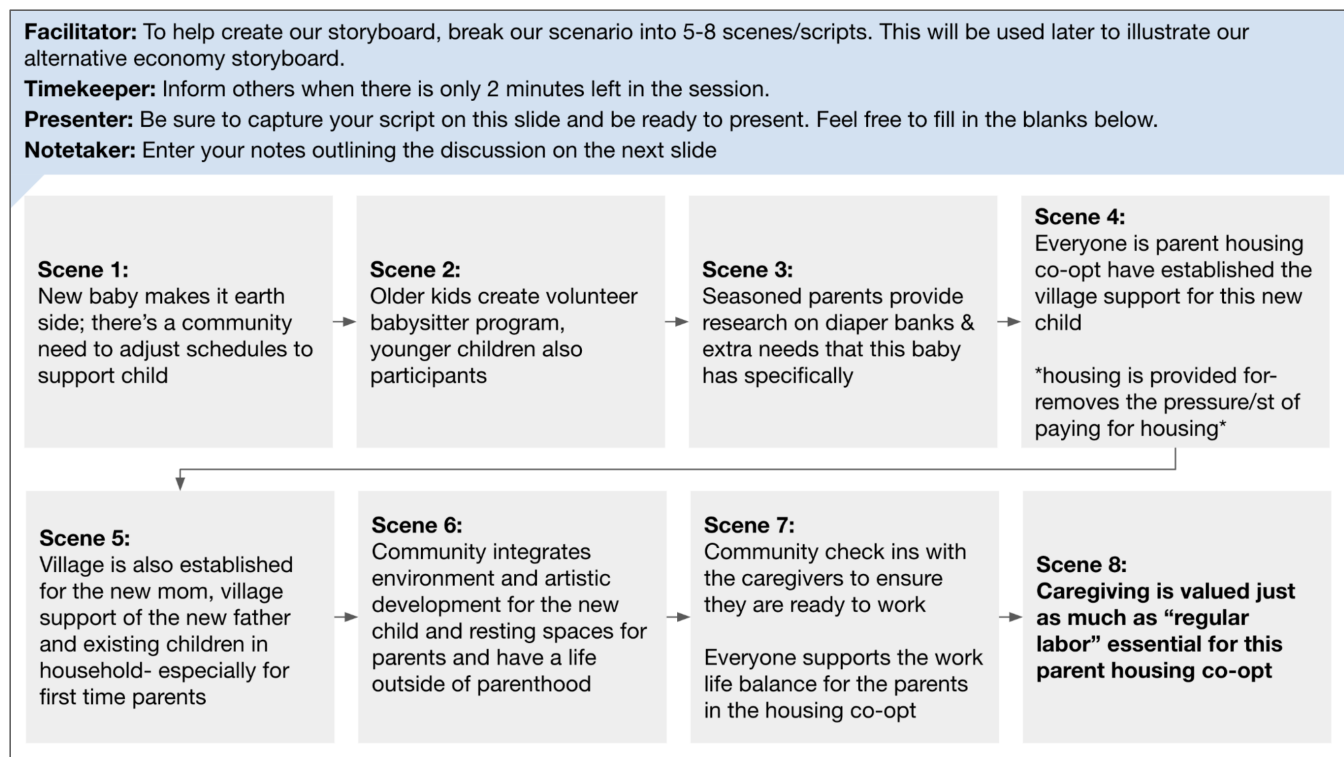 Facilitator: To help create our storyboard, break our scenario into 5-8 scenes/scripts. This will be used later to illustrate our
alternative economy storyboard.
Timekeeper: Inform others when there is only 2 minutes left in the session.
Presenter: Be sure to capture your script on this slide and be ready to present. Feel free to fill in the blanks below.
Notetaker: Enter your notes outlining the discussion on the next slide
Scene 1:
New baby makes it earth
side; there's a community
need to adjust schedules to
support child
Scene 2:
Older kids create volunteer
babysitter program,
younger children also
participants
Scene 3:
Seasoned parents provide
research on diaper banks &
extra needs that this baby
has specifically
Scene 4:
Everyone is parent housing
co-opt have established the
village support for this new
child
*housing is provided for-
removes the pressure/st of
paying for housing*
Scene 5:
Village is also established
for the new mom, village
support of the new father
and existing children in
household- especially for
first time parents
Scene 6:
Community integrates
environment and artistic
development for the new
child and resting spaces for
parents and have a life
outside of parenthood
Scene 7:
Community check ins with
the caregivers to ensure
they are ready to work
Everyone supports the work
life balance for the parents
in the housing co-opt
Scene 8:
Caregiving is valued just
as much as “regular
labor” essential for this
parent housing co-opt